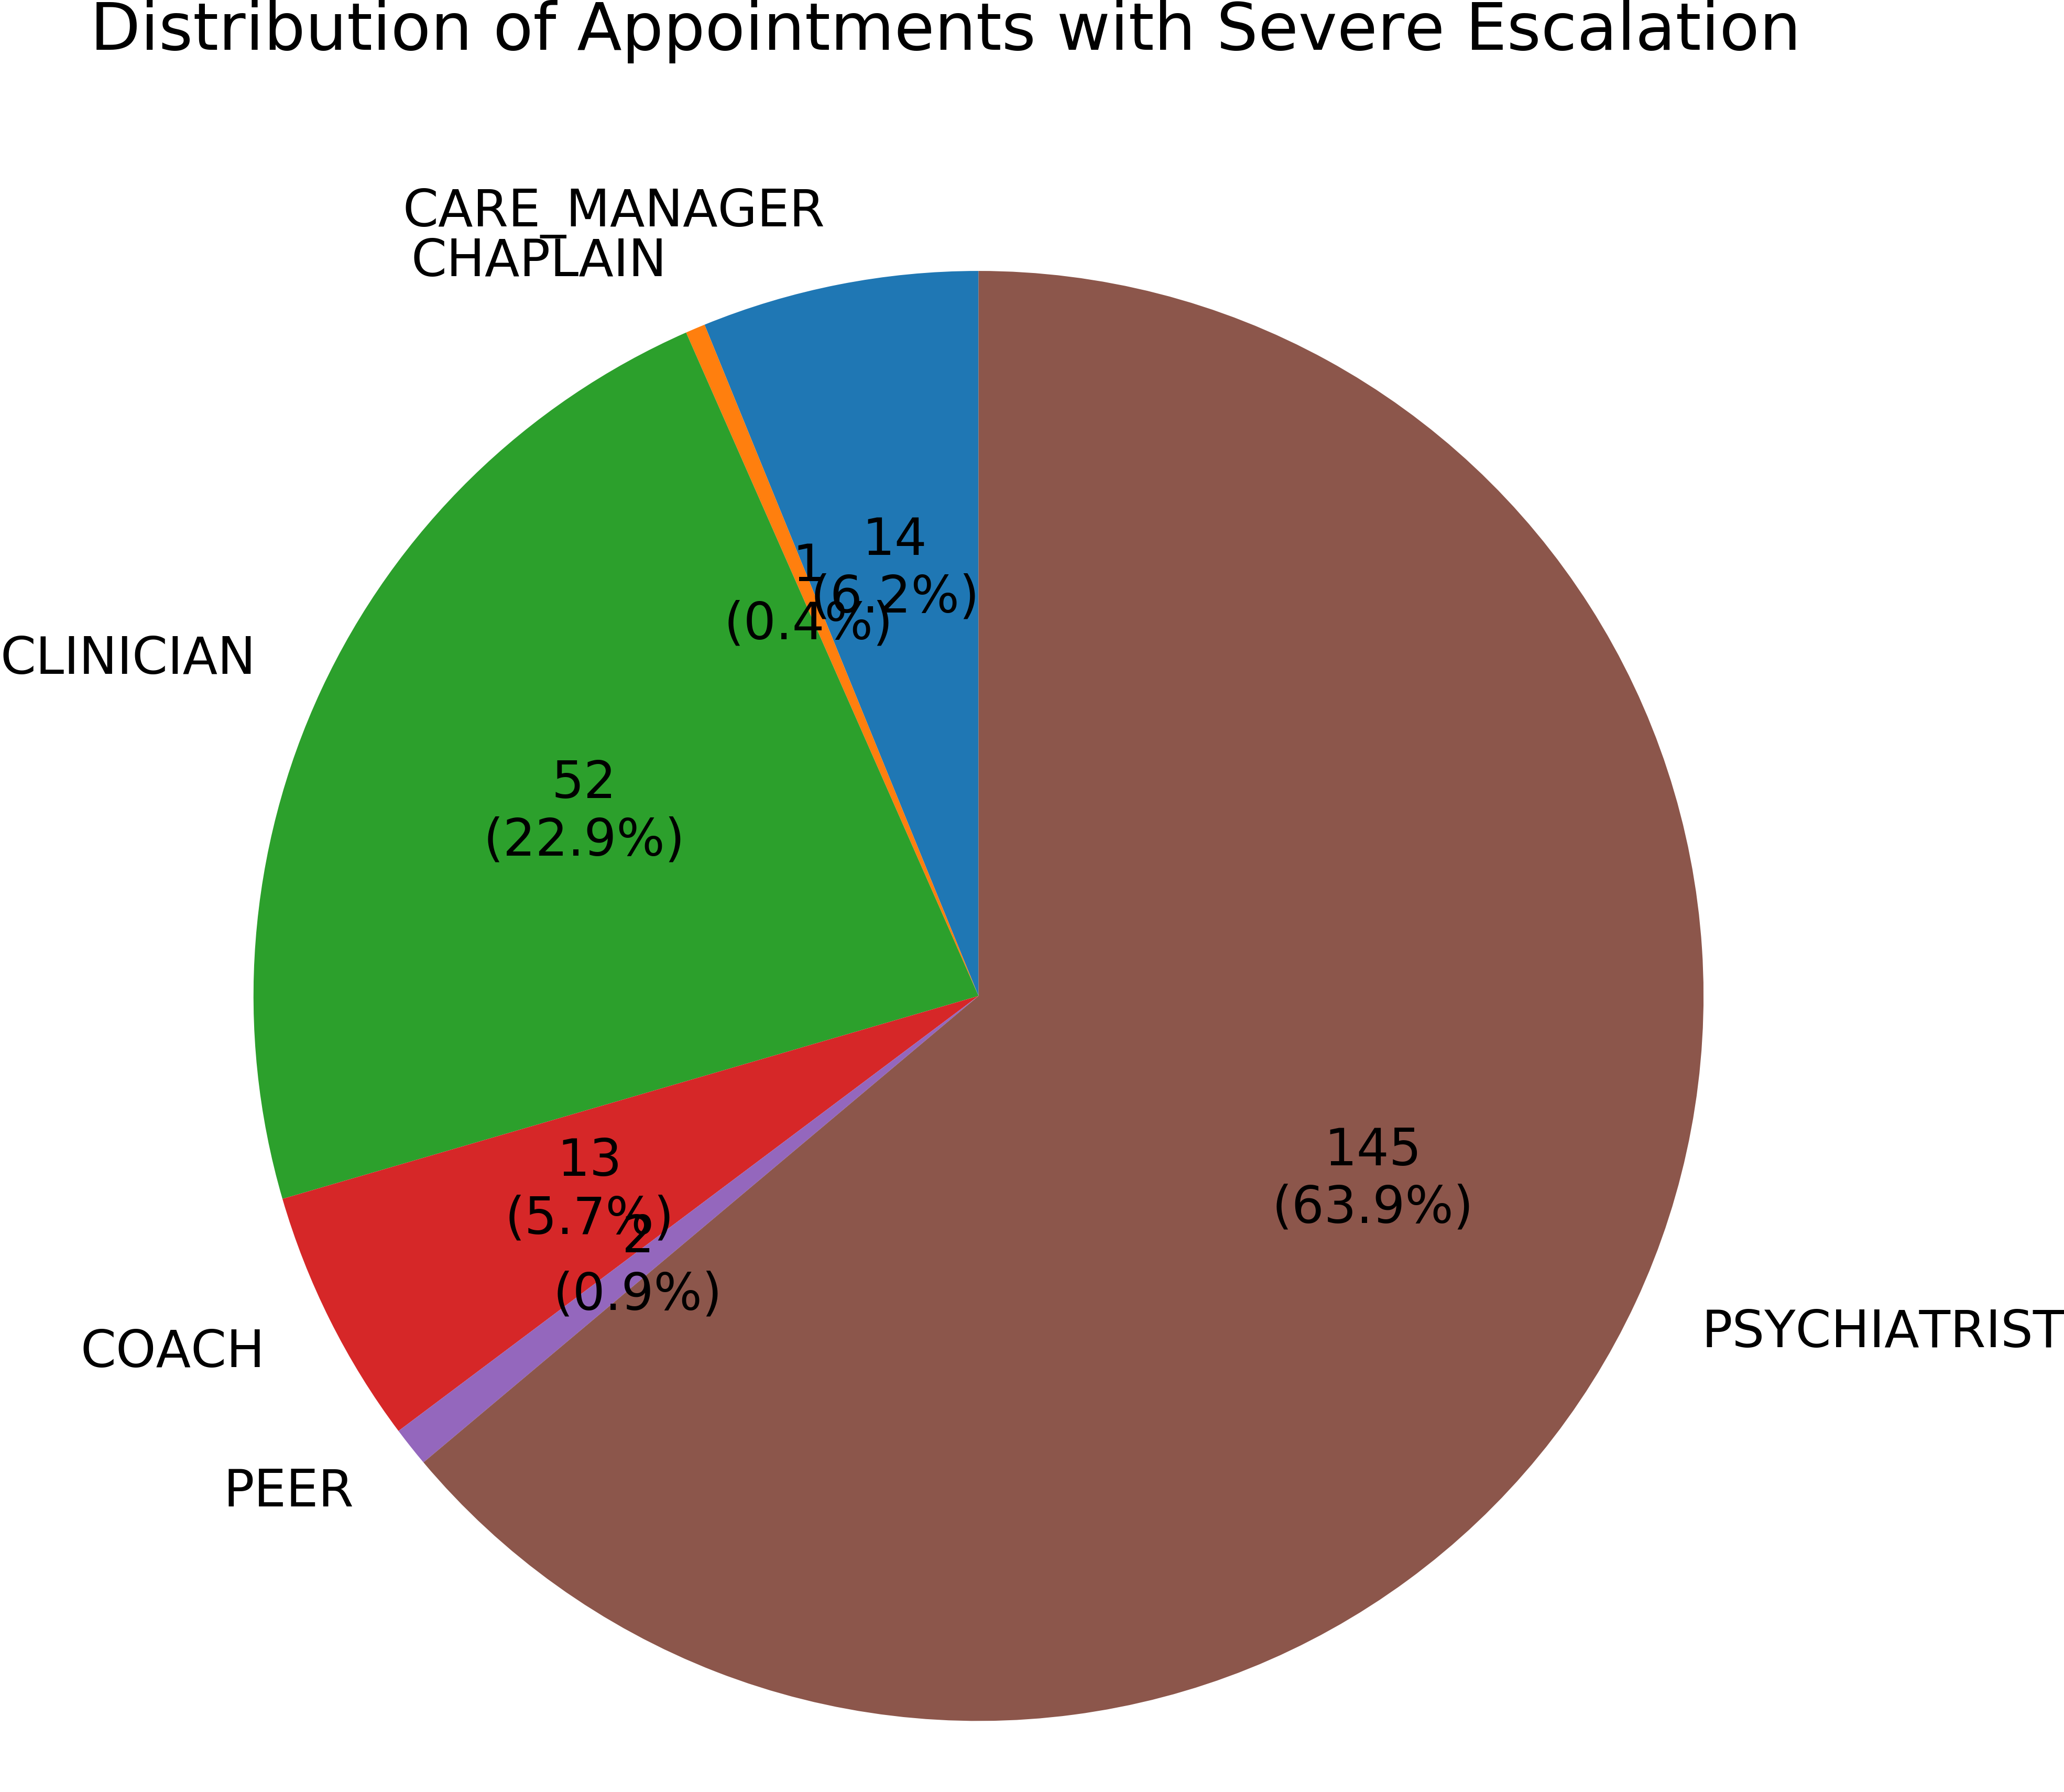 Distribution of Appointments with Severe Escalation
CARE_MANAGER
CHAPLAIN
14
(6.2%)
1
(0.4%)
CLINICIAN
52
(22.9%)
13
(5.7%)
2
(0.9%)
145
(63.9%)
COACH
PSYCHIATRIST
PEER